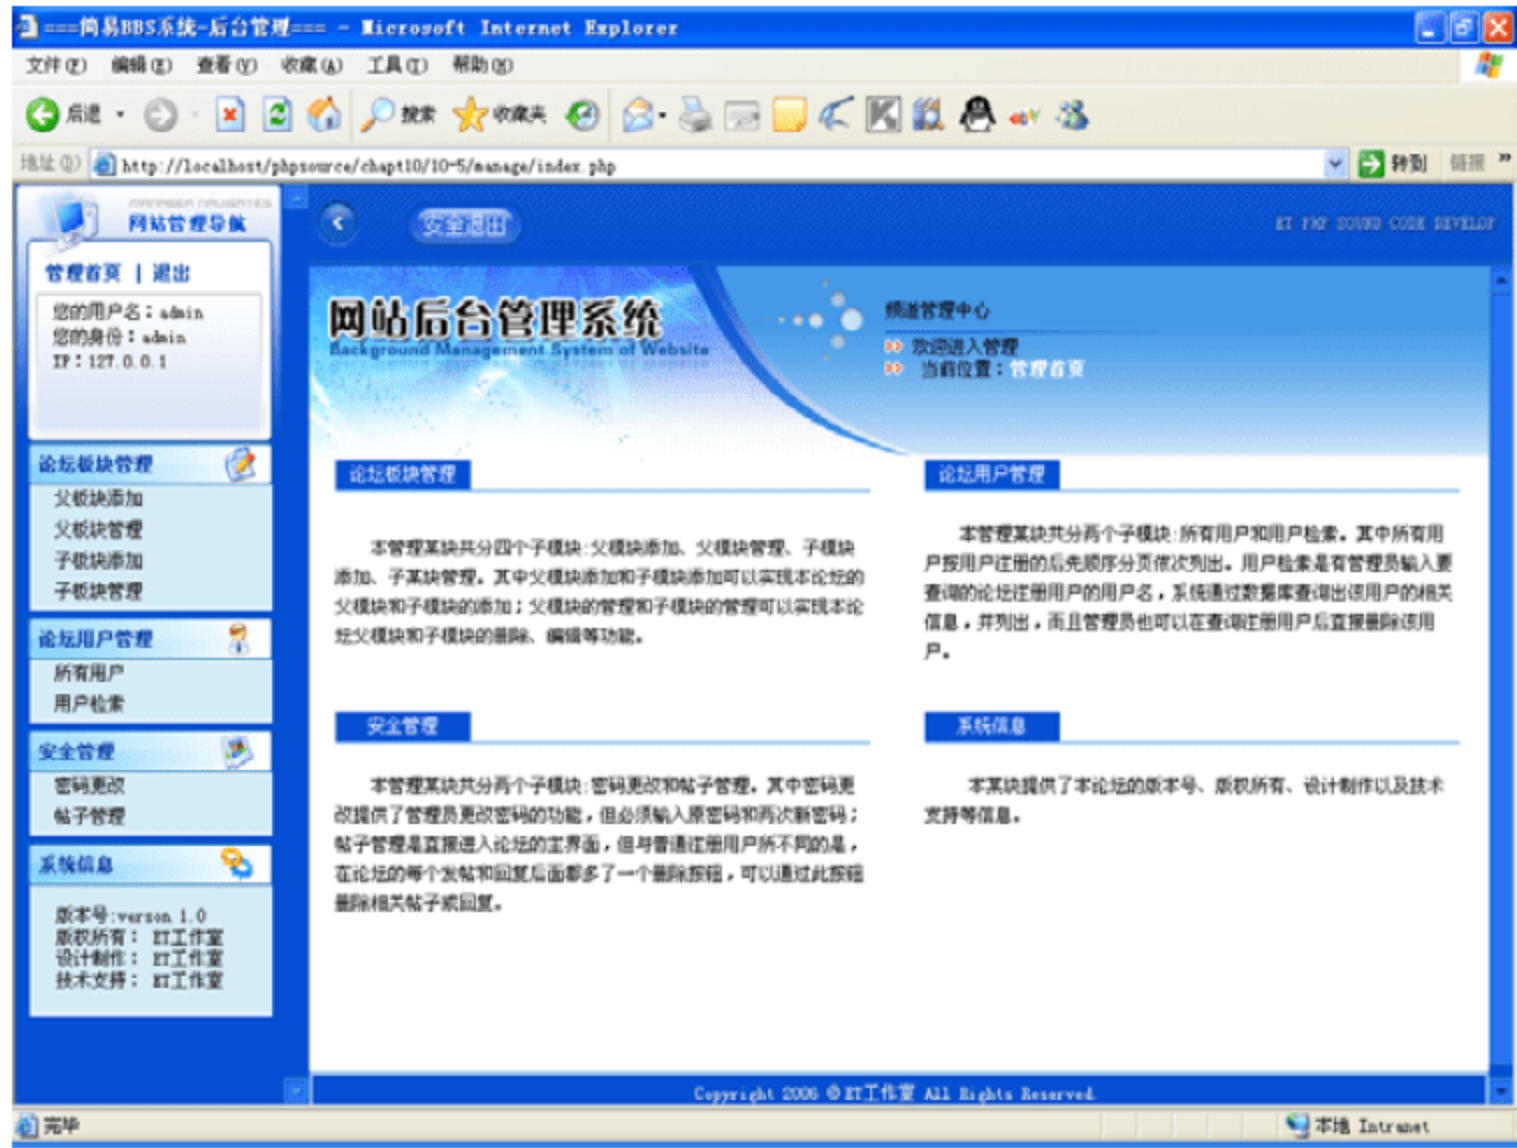 ===简易BBS系统-后台管理=== - Microsoft Internet Explorer
文件(F) 编辑(E) 查看(V) 收藏(A) 工具(T) 帮助(H)
后退 搜索 收藏夹
地址(D) http://localhost/phpsource/chapt10/10-5/manage/index.php 转到 链接 »
MANAGER NAVIGATES
网站管理导航
管理首页 | 退出
您的用户名：admin
您的身份：admin
IP：127.0.0.1
论坛板块管理
父板块添加
父板块管理
子板块添加
子板块管理
论坛用户管理
所有用户
用户检索
安全管理
密码更改
帖子管理
系统信息
版本号:verson 1.0
版权所有： ET工作室
设计制作： ET工作室
技术支持： ET工作室
安全退出
ET PHP SOUND CODE DEVELOP
网站后台管理系统
Background Management System of Website
频道管理中心
欢迎进入管理
当前位置：管理首页
论坛板块管理
本管理某块共分四个子模块:父模块添加、父模块管理、子模块
添加、子某块管理。其中父模块添加和子模块添加可以实现本论坛的
父模块和子模块的添加；父模块的管理和子模块的管理可以实现本论
坛父模块和子模块的删除、编辑等功能。
论坛用户管理
本管理某块共分两个子模块:所有用户和用户检索。其中所有用
户按用户注册的后先顺序分页依次列出。用户检索是有管理员输入要
查询的论坛注册用户的用户名，系统通过数据库查询出该用户的相关
信息，并列出，而且管理员也可以在查询注册用户后直接删除该用
户。
安全管理
本管理某块共分两个子模块:密码更改和帖子管理。其中密码更
改提供了管理员更改密码的功能，但必须输入原密码和两次新密码；
帖子管理是直接进入论坛的主界面，但与普通注册用户所不同的是，
在论坛的每个发帖和回复后面都多了一个删除按钮，可以通过此按钮
删除相关帖子或回复。
系统信息
本某块提供了本论坛的版本号、版权所有、设计制作以及技术
支持等信息。
Copyright 2006 © ET工作室 All Rights Reserved.
完毕
本地 Intranet